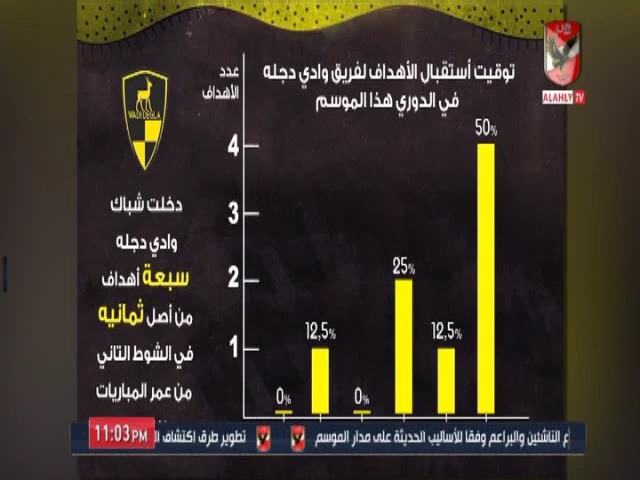 توقيت أستقبال الأهداف لفريق وادي دجله
في الدوري هذا الموسم
ALAHLY TV
WADI DEGLA
عدد
الأهداف
4
3
2
1
0%
12,5%
0%
25%
12,5%
50%
دخلت شباك
وادي دجله
سبعة أهداف
من أصل ثمانيه
في الشوط الثاني
من عمر المباريات
ع الناشئين والبراعم وفقا للأساليب الحديثة على مدار الموسم
تطوير طرق اكتشاف
11:03 PM